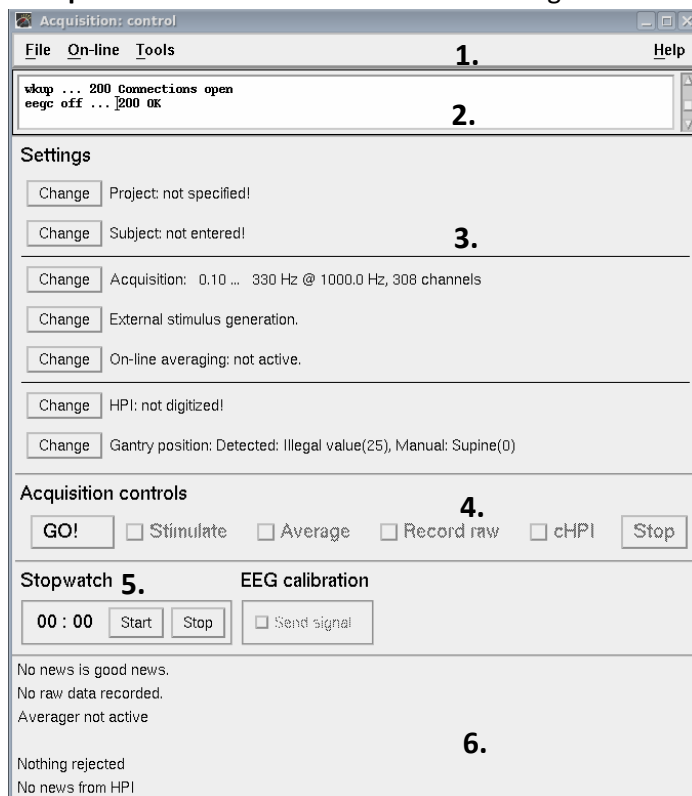 Acquisition: control
File On-line Tools 1. Help
wkup ... 200 Connections open
eegc off ... 200 OK
2.
Settings
Change Project: not specified!
Change Subject: not entered!
3.
Change Acquisition: 0.10 ... 330 Hz @ 1000.0 Hz, 308 channels
Change External stimulus generation.
Change On-line averaging: not active.
Change HPI: not digitized!
Change Gantry position: Detected: Illegal value(25), Manual: Supine(0)
Acquisition controls
4.
GO! Stimulate Average Record raw cHPI Stop
Stopwatch 5. EEG calibration
00 : 00 Start Stop Send signal
No news is good news.
No raw data recorded.
Averager not active
6.
Nothing rejected
No news from HPI